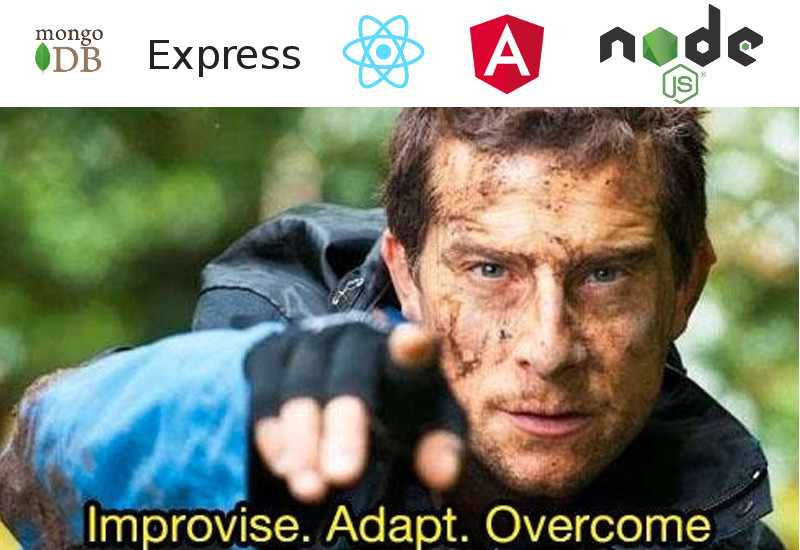 mongo
DB
Express
A
node
JS®
Improvise. Adapt. Overcome